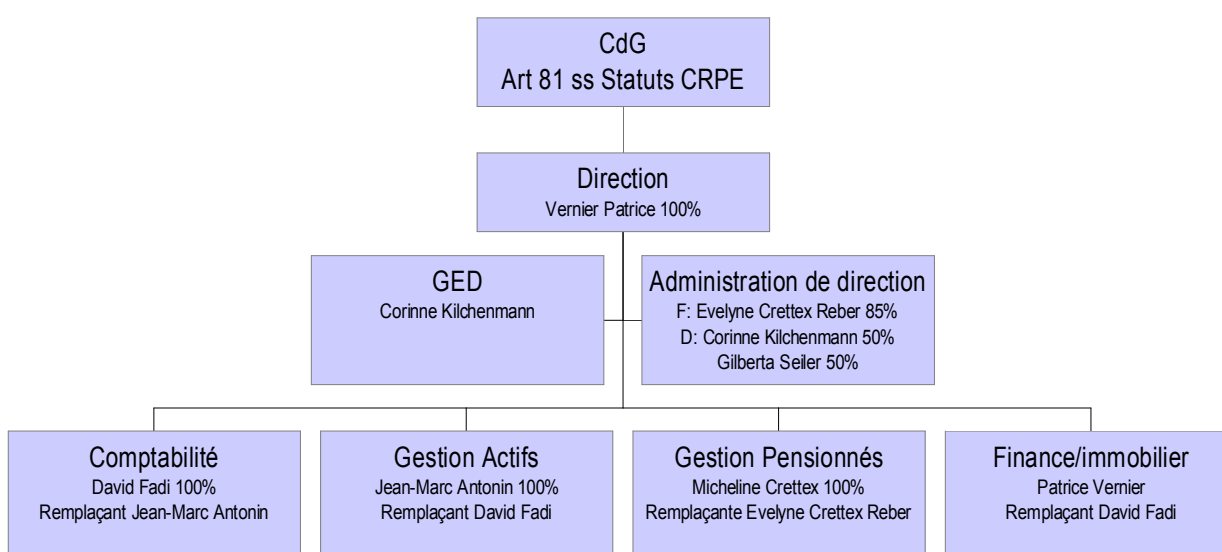 CdG
Art 81 ss Statuts CRPE
Direction
Vernier Patrice 100%
GED
Corinne Kilchenmann
Administration de direction
F: Evelyne Crettex Reber 85%
D: Corinne Kilchenmann 50%
Gilberta Seiler 50%
Comptabilité
David Fadi 100%
Remplaçant Jean-Marc Antonin
Gestion Actifs
Jean-Marc Antonin 100%
Remplaçant David Fadi
Gestion Pensionnés
Micheline Crettex 100%
Remplaçante Evelyne Crettex Reber
Finance/immobilier
Patrice Vernier
Remplaçant David Fadi